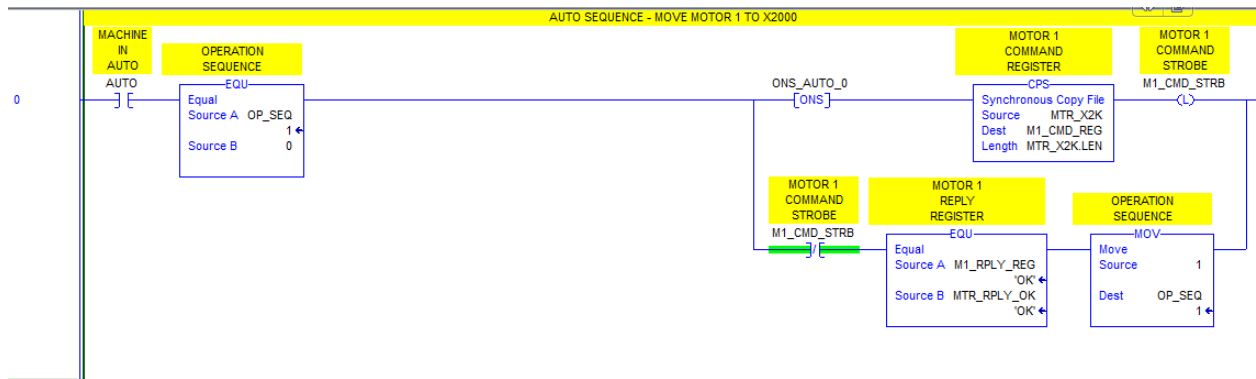 AUTO SEQUENCE - MOVE MOTOR 1 TO X2000
MACHINE
IN
AUTO
AUTO
OPERATION
SEQUENCE
EQU
Equal
Source A OP_SEQ
1
Source B 0
0
ONS_AUTO_0
ONS
MOTOR 1
COMMAND
REGISTER
CPS
Synchronous Copy File
Source MTR_X2K
Dest M1_CMD_REG
Length MTR_X2K.LEN
MOTOR 1
COMMAND
STROBE
M1_CMD_STRB
L
MOTOR 1
COMMAND
STROBE
M1_CMD_STRB
MOTOR 1
REPLY
REGISTER
EQU
Equal
Source A M1_RPLY_REG
'OK'
Source B MTR_RPLY_OK
'OK'
OPERATION
SEQUENCE
MOV
Move
Source 1
Dest OP_SEQ
1